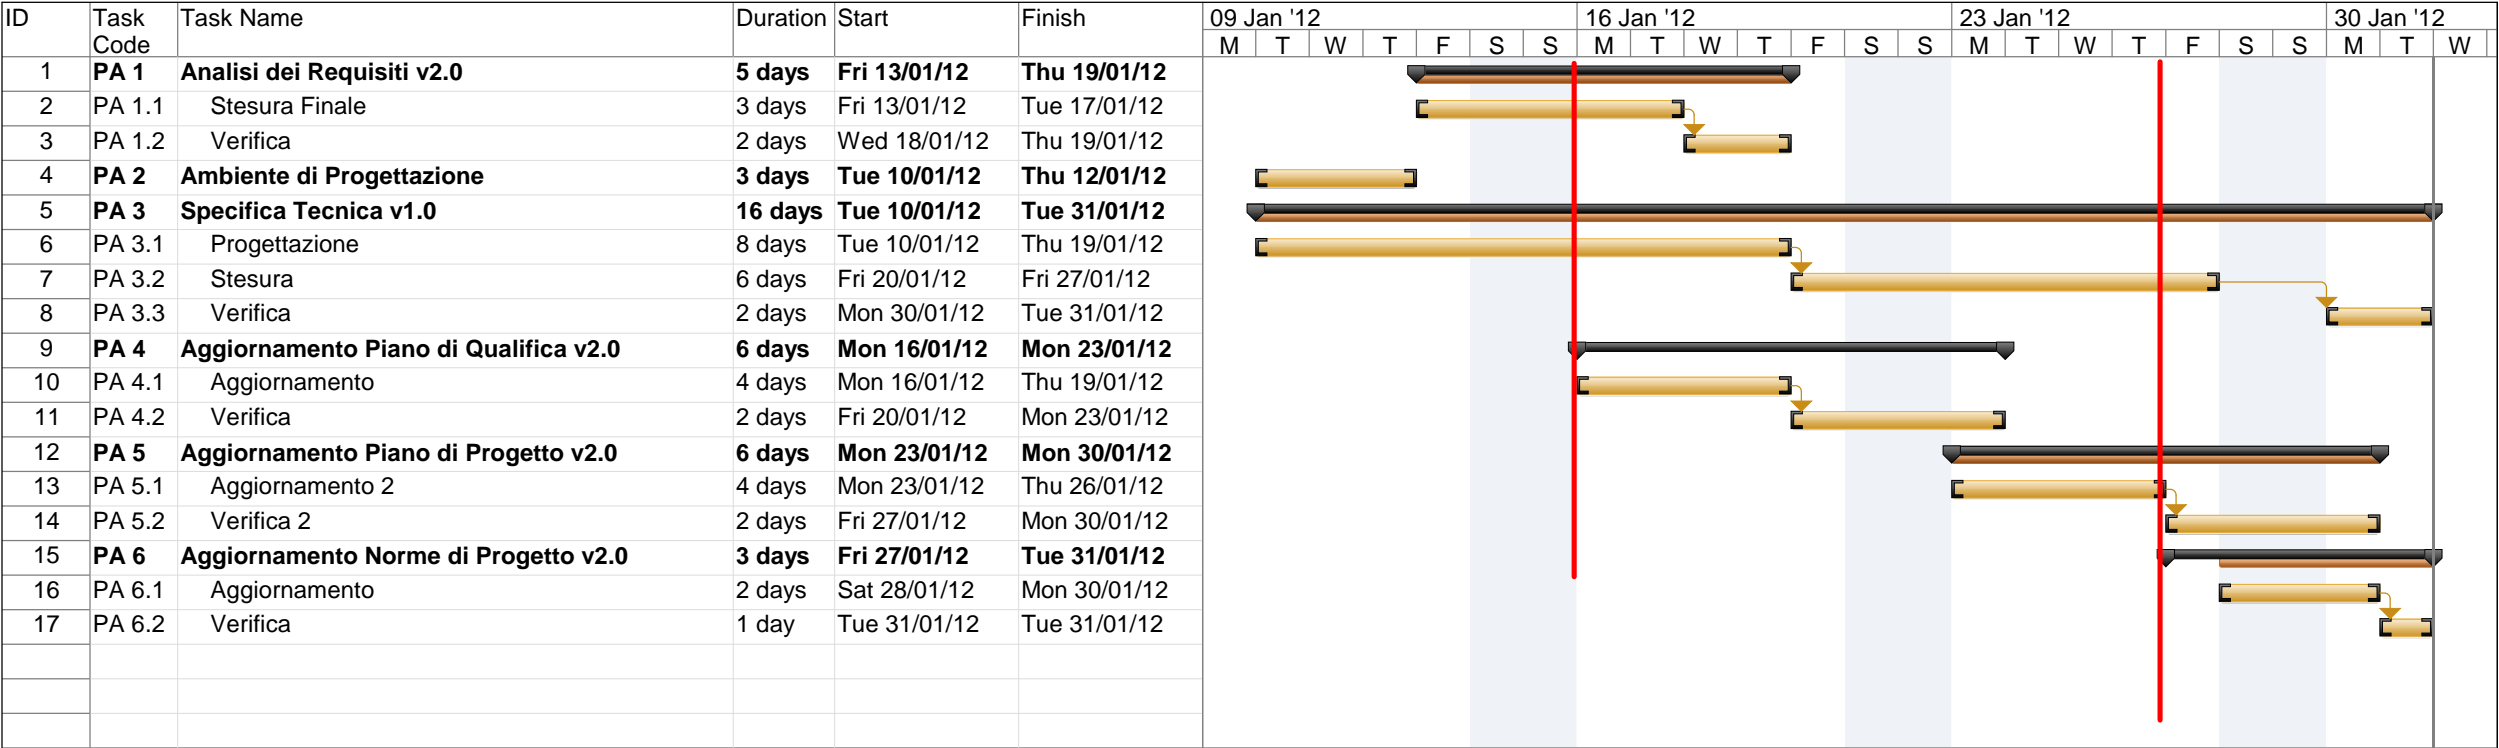 ID Task Code Task Name Duration Start Finish 09 Jan '12 16 Jan '12 23 Jan '12 30 Jan '12
M T W T F S S M T W T F S S M T W T F S S M T W
1 PA 1 Analisi dei Requisiti v2.0 5 days Fri 13/01/12 Thu 19/01/12
2 PA 1.1 Stesura Finale 3 days Fri 13/01/12 Tue 17/01/12
3 PA 1.2 Verifica 2 days Wed 18/01/12 Thu 19/01/12
4 PA 2 Ambiente di Progettazione 3 days Tue 10/01/12 Thu 12/01/12
5 PA 3 Specifica Tecnica v1.0 16 days Tue 10/01/12 Tue 31/01/12
6 PA 3.1 Progettazione 8 days Tue 10/01/12 Thu 19/01/12
7 PA 3.2 Stesura 6 days Fri 20/01/12 Fri 27/01/12
8 PA 3.3 Verifica 2 days Mon 30/01/12 Tue 31/01/12
9 PA 4 Aggiornamento Piano di Qualifica v2.0 6 days Mon 16/01/12 Mon 23/01/12
10 PA 4.1 Aggiornamento 4 days Mon 16/01/12 Thu 19/01/12
11 PA 4.2 Verifica 2 days Fri 20/01/12 Mon 23/01/12
12 PA 5 Aggiornamento Piano di Progetto v2.0 6 days Mon 23/01/12 Mon 30/01/12
13 PA 5.1 Aggiornamento 2 4 days Mon 23/01/12 Thu 26/01/12
14 PA 5.2 Verifica 2 2 days Fri 27/01/12 Mon 30/01/12
15 PA 6 Aggiornamento Norme di Progetto v2.0 3 days Fri 27/01/12 Tue 31/01/12
16 PA 6.1 Aggiornamento 2 days Sat 28/01/12 Mon 30/01/12
17 PA 6.2 Verifica 1 day Tue 31/01/12 Tue 31/01/12